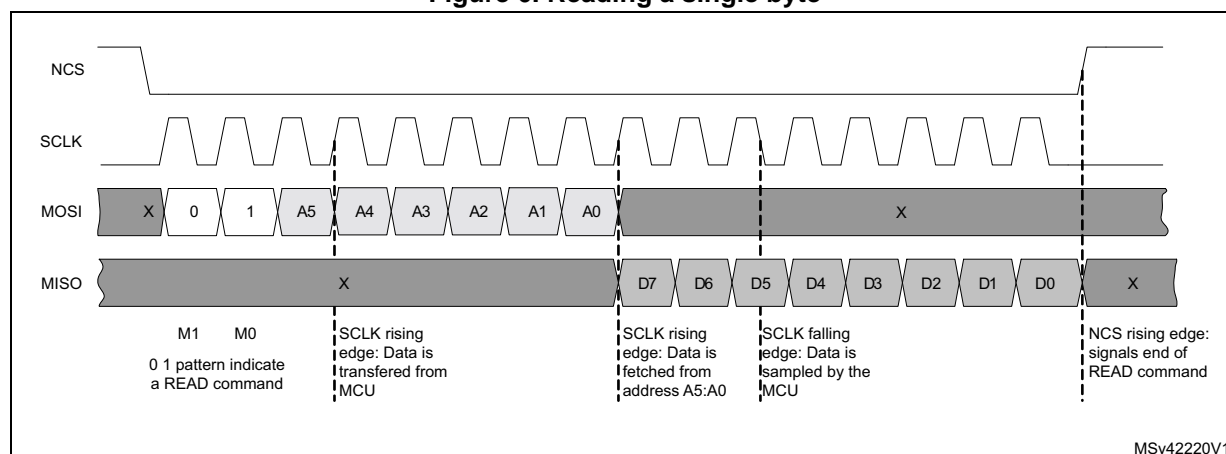 Figure 6. Reading a single byte
NCS
SCLK
MOSI X 0 1 A5 A4 A3 A2 A1 A0 X
MISO X D7 D6 D5 D4 D3 D2 D1 D0 X
M1 M0
0 1 pattern indicate
a READ command
SCLK rising
edge: Data is
transfered from
MCU
SCLK rising
edge: Data is
fetched from
address A5:A0
SCLK falling
edge: Data is
sampled by the
MCU
NCS rising edge:
signals end of
READ command
MSv42220V1